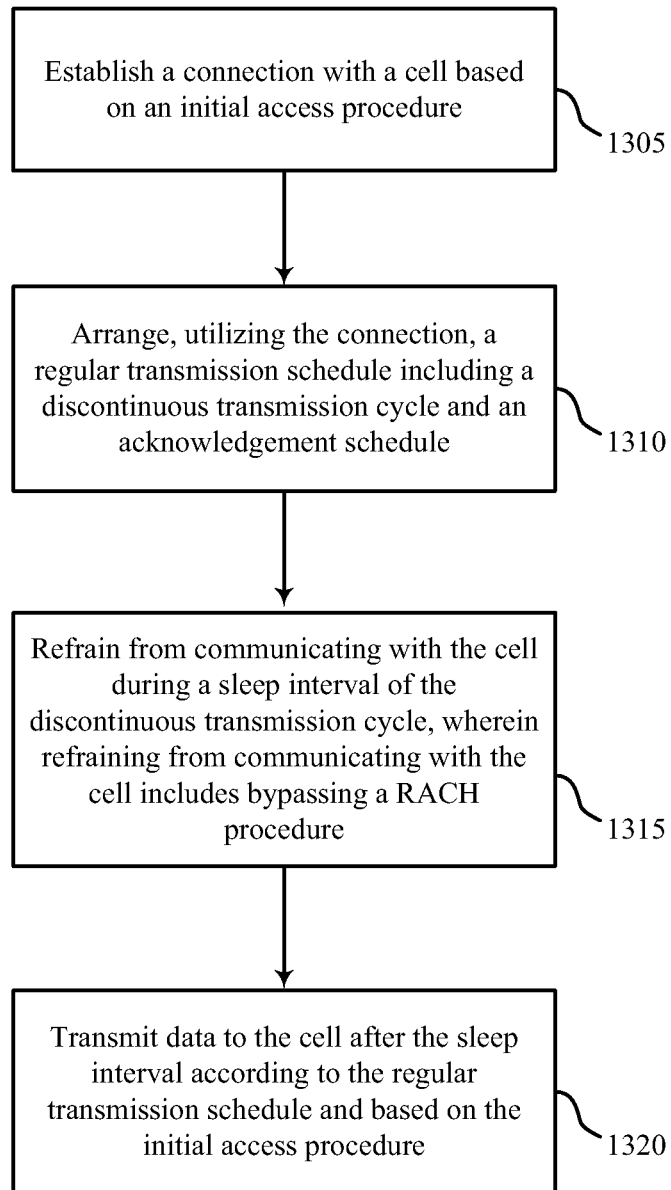 Establish a connection with a cell based
on an initial access procedure
1305
Arrange, utilizing the connection, a
regular transmission schedule including a
discontinuous transmission cycle and an
acknowledgement schedule
1310
Refrain from communicating with the cell
during a sleep interval of the
discontinuous transmission cycle, wherein
refraining from communicating with the
cell includes bypassing a RACH
procedure
1315
Transmit data to the cell after the sleep
interval according to the regular
transmission schedule and based on the
initial access procedure
1320